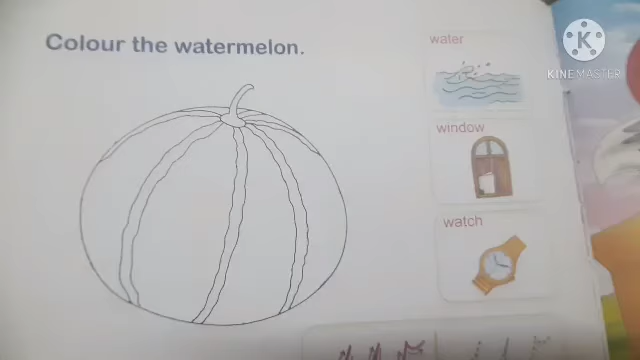 Colour the watermelon.
water
window
watch
K
KINEMASTER